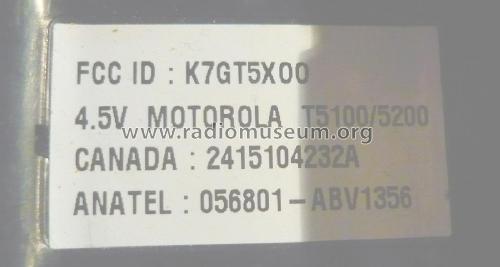 FCC ID : K7GT5X00
4.5V MOTOROLA T5100/5200
www.radiomuseum.org
CANADA : 2415104232A
ANATEL : 056801-ABV1356